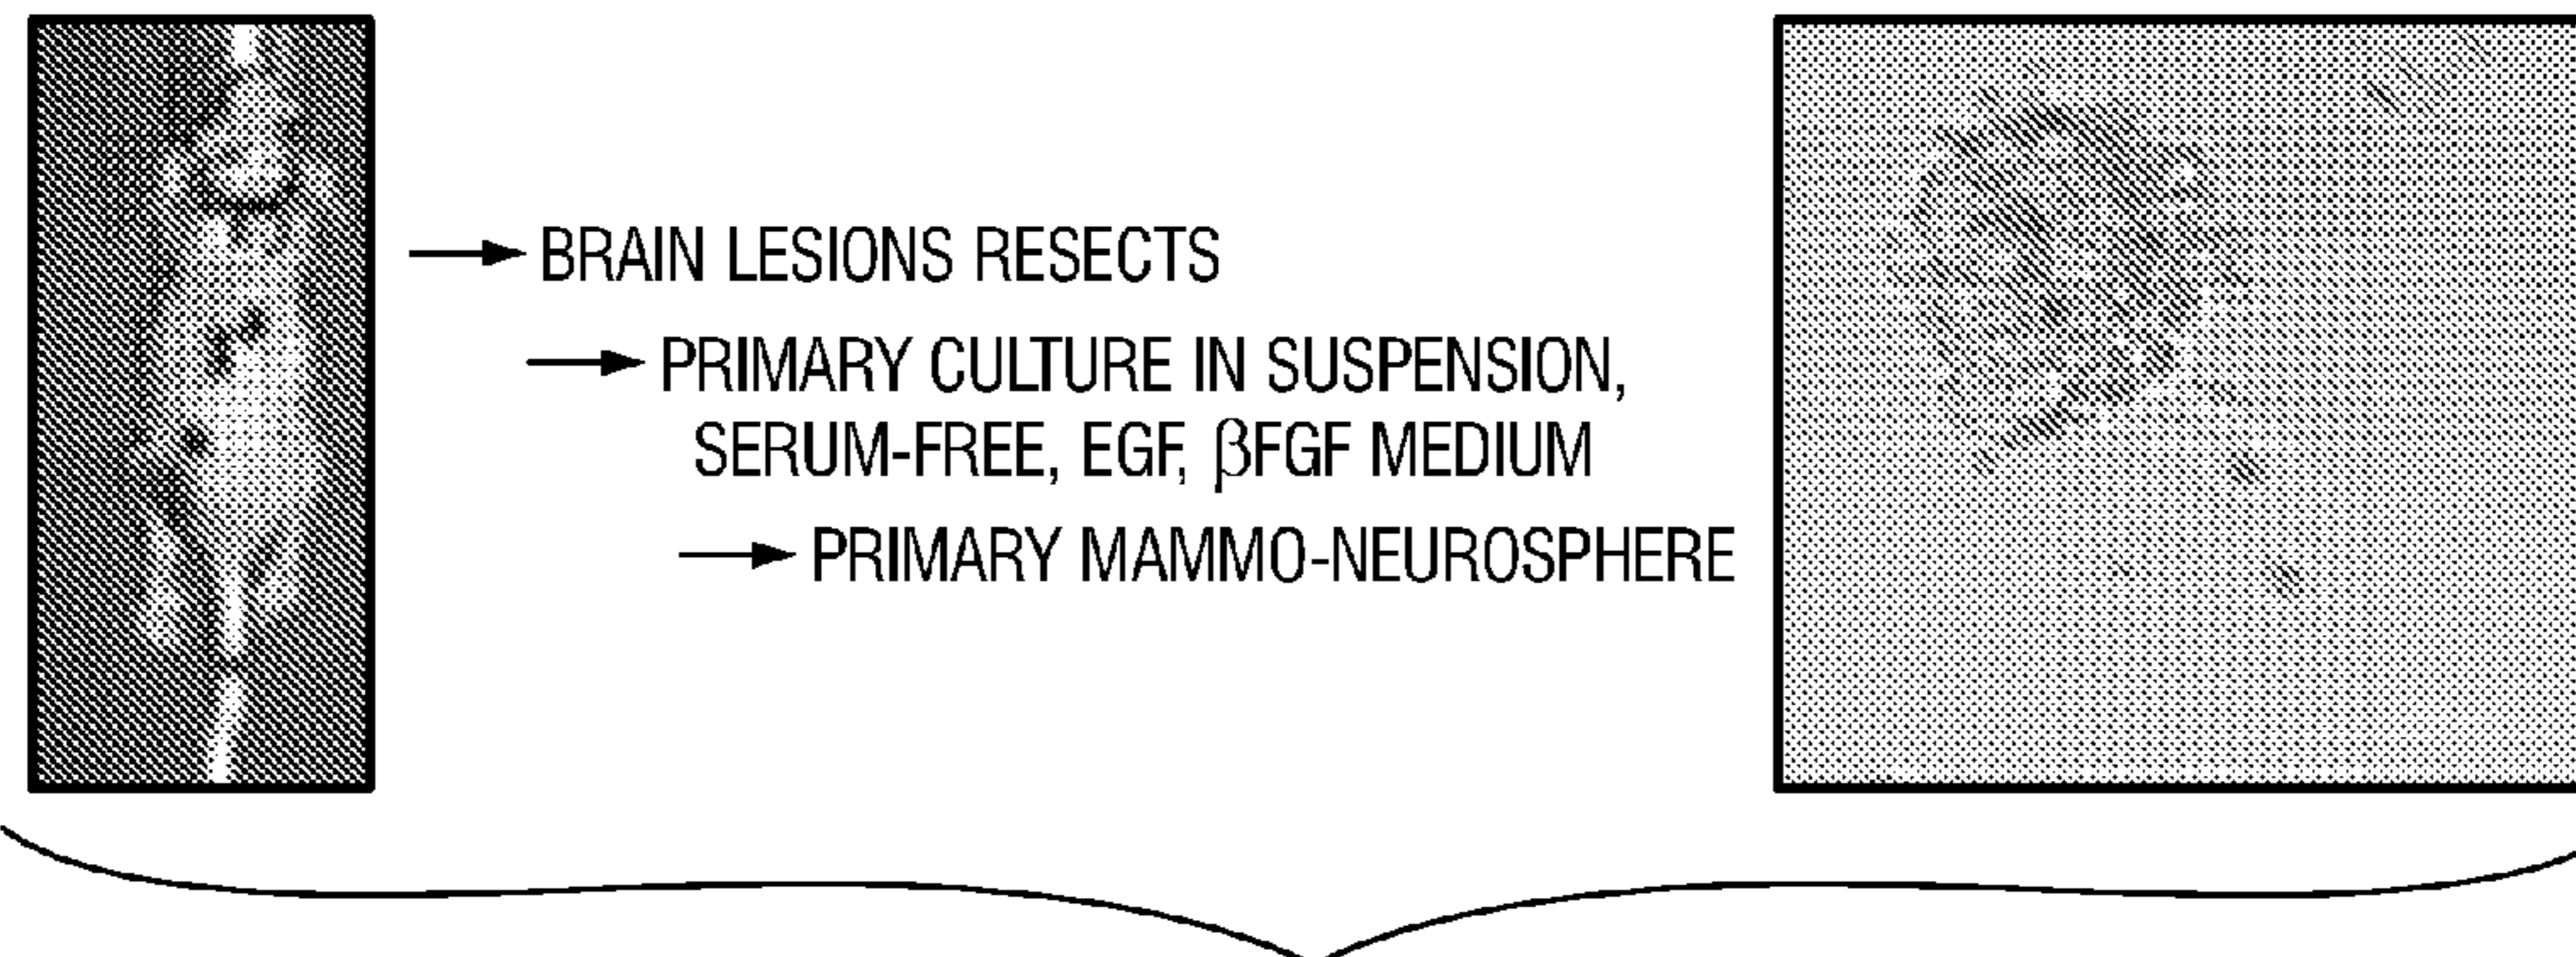 BRAIN LESIONS RESECTS
PRIMARY CULTURE IN SUSPENSION,
SERUM-FREE, EGF, βFGF MEDIUM
PRIMARY MAMMO-NEUROSPHERE